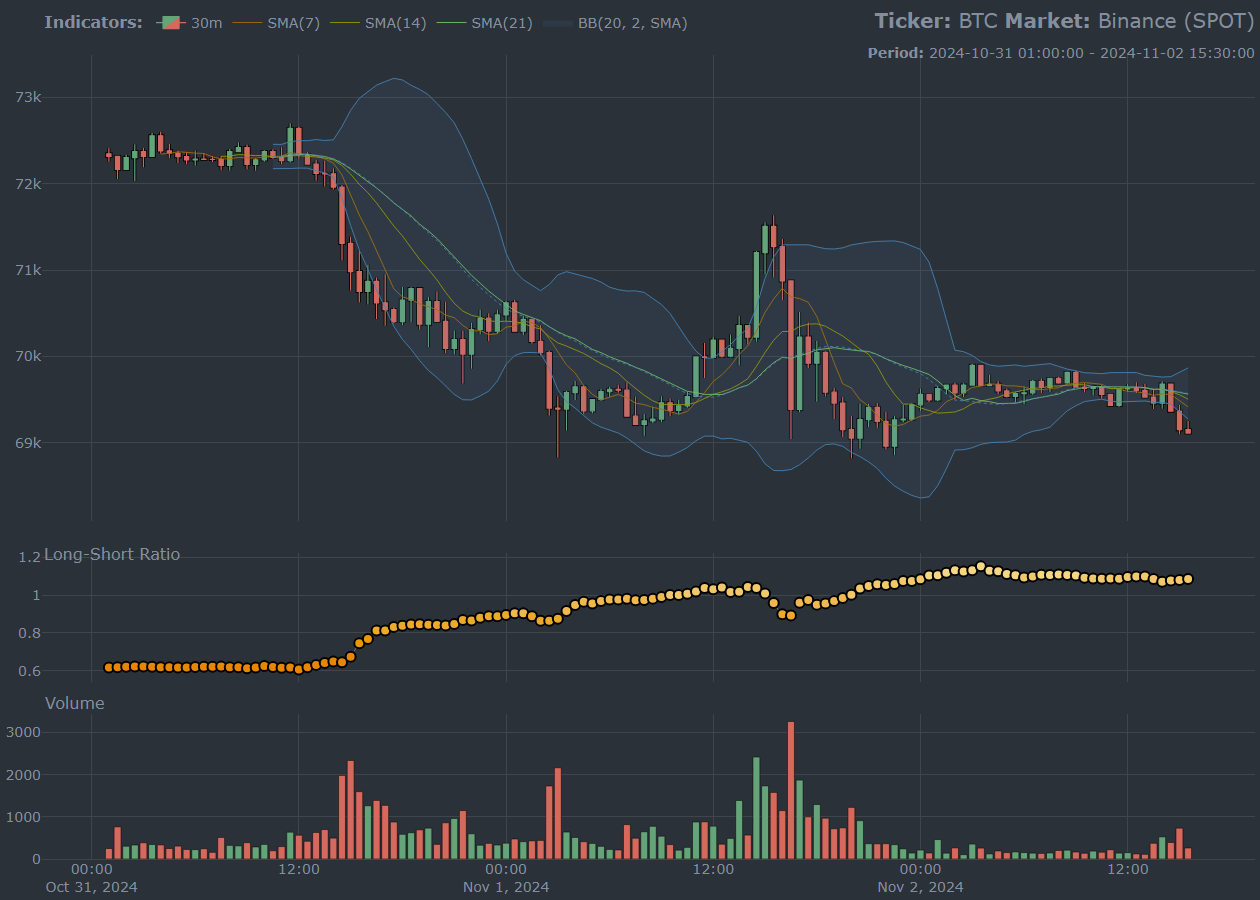 Indicators: 30m SMA(7) SMA(14) SMA(21) BB(20, 2, SMA)
Ticker: BTC Market: Binance (SPOT)
Period: 2024-10-31 01:00:00 - 2024-11-02 15:30:00
73k
72k
71k
70k
69k
Long-Short Ratio
1.2
1
0.8
0.6
Volume
3000
2000
1000
0
00:00 12:00 00:00 12:00 00:00 12:00
Oct 31, 2024 Nov 1, 2024 Nov 2, 2024